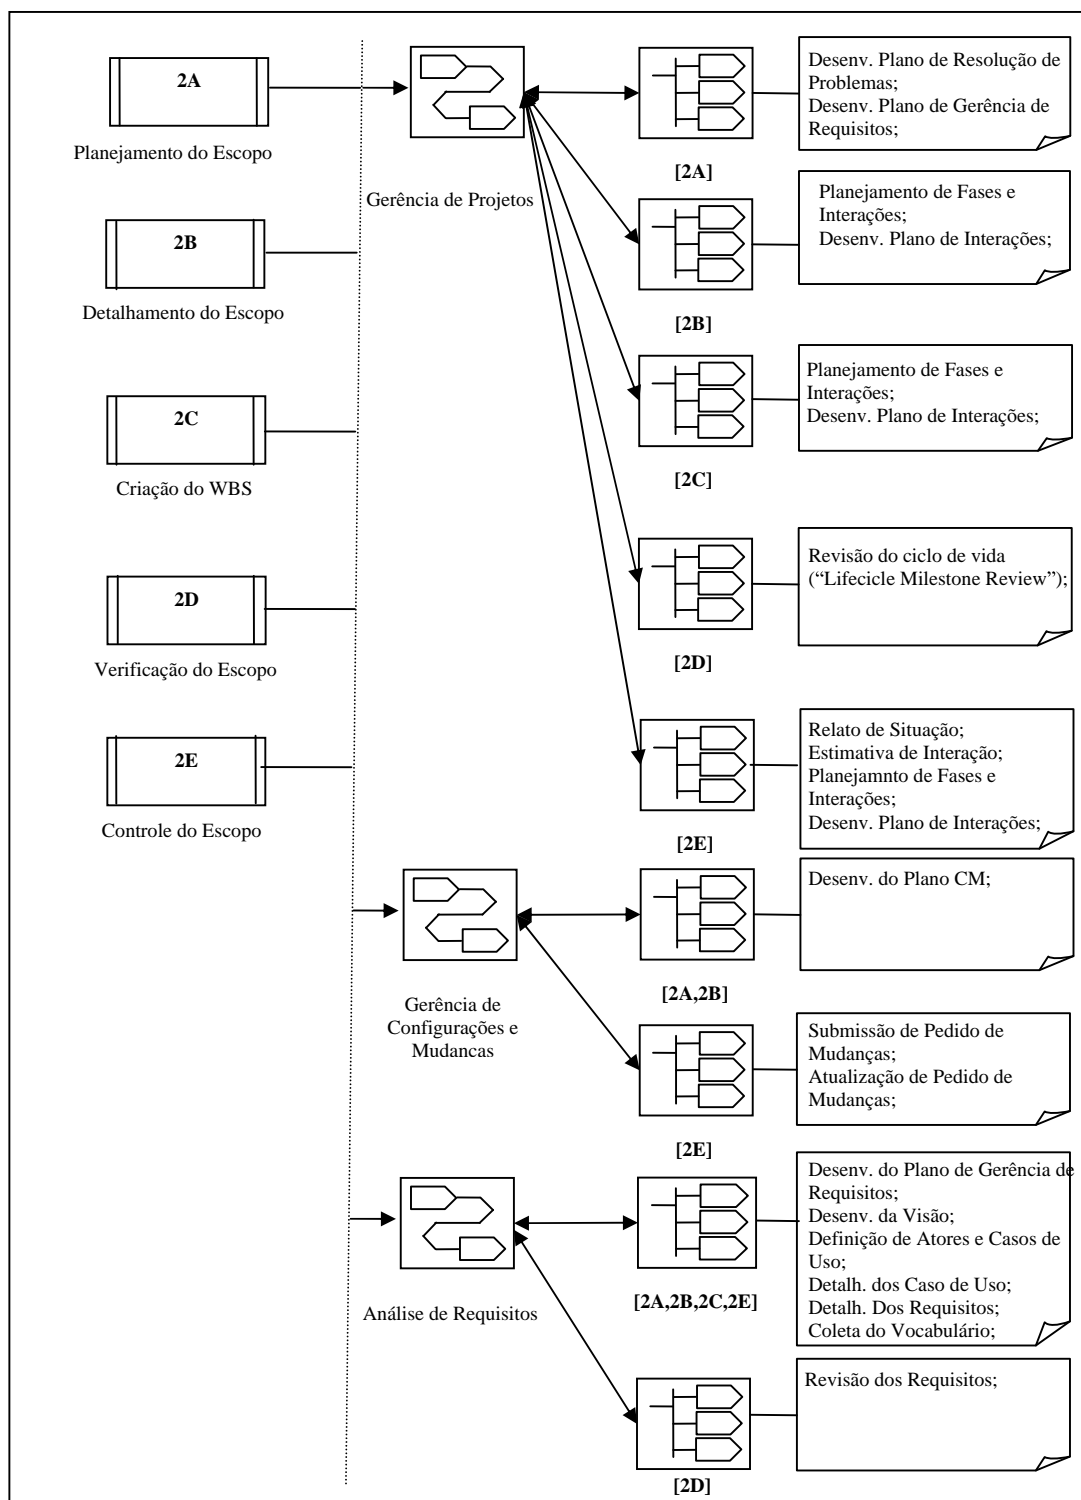 2A
Planejamento do Escopo
2B
Detalhamento do Escopo
2C
Criação do WBS
2D
Verificação do Escopo
2E
Controle do Escopo
Gerência de Projetos
[2A]
Desenv. Plano de Resolução de
Problemas;
Desenv. Plano de Gerência de
Requisitos;
[2B]
Planejamento de Fases e
Interações;
Desenv. Plano de Interações;
[2C]
Planejamento de Fases e
Interações;
Desenv. Plano de Interações;
[2D]
Revisão do ciclo de vida
(“Lifecicle Milestone Review”);
[2E]
Relato de Situação;
Estimativa de Interação;
Planejamnto de Fases e
Interações;
Desenv. Plano de Interações;
Gerência de
Configurações e
Mudancas
[2A,2B]
Desenv. do Plano CM;
[2E]
Submissão de Pedido de
Mudanças;
Atualização de Pedido de
Mudanças;
Análise de Requisitos
[2A,2B,2C,2E]
Desenv. do Plano de Gerência de
Requisitos;
Desenv. da Visão;
Definição de Atores e Casos de
Uso;
Detalh. dos Caso de Uso;
Detalh. Dos Requisitos;
Coleta do Vocabulário;
[2D]
Revisão dos Requisitos;